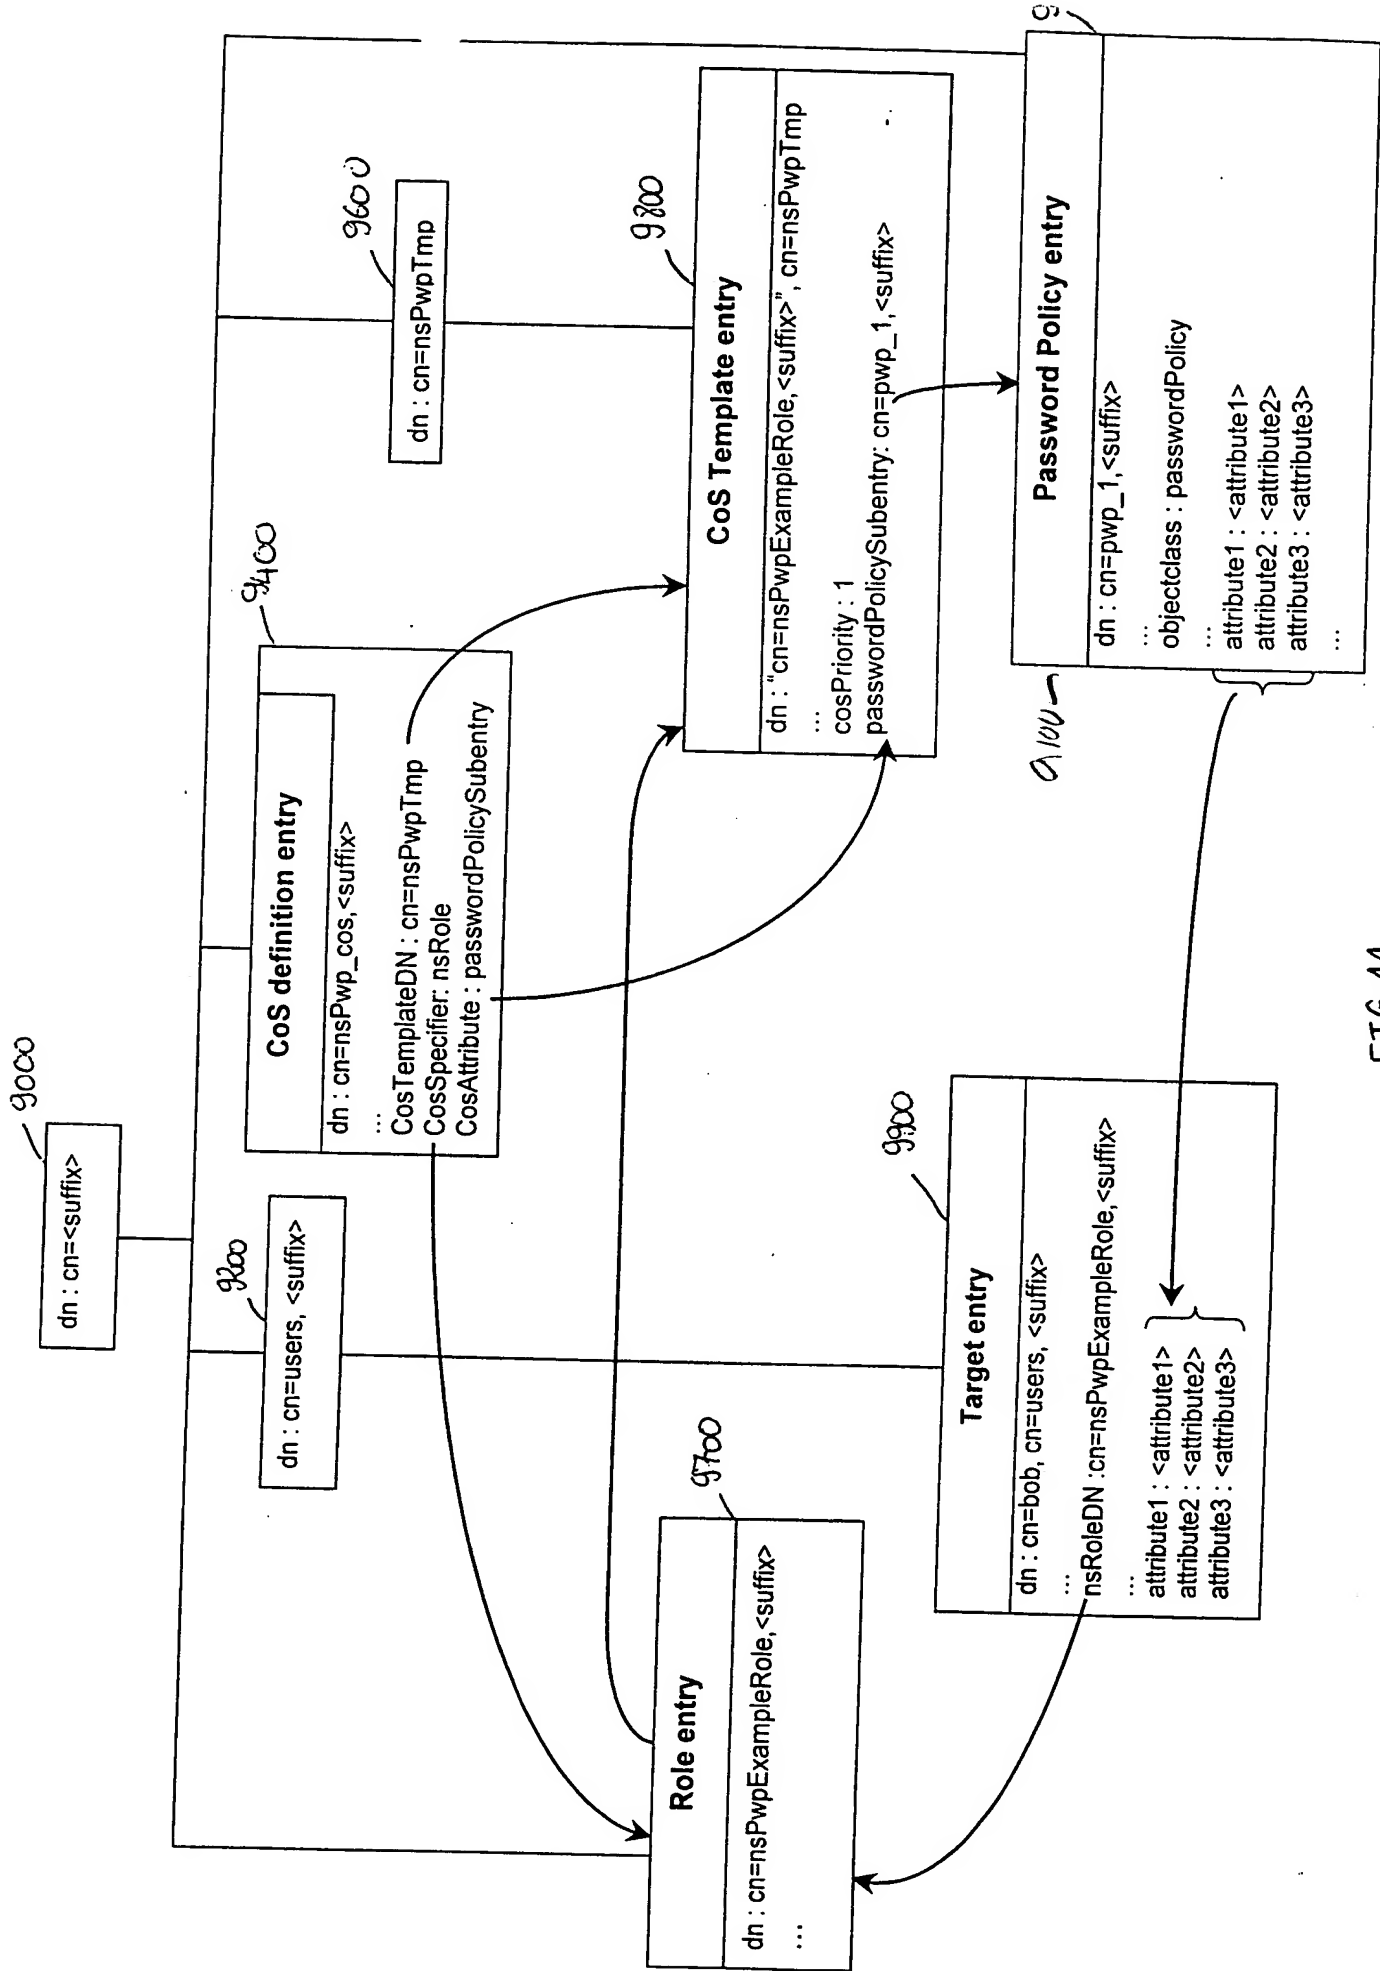 9000
dn : cn=<suffix>
9200
dn : cn=users, <suffix>
9400
CoS definition entry
dn : cn=nsPwp_cos,<suffix>
...
CosTemplateDN : cn=nsPwpTmp
CosSpecifier: nsRole
CosAttribute : passwordPolicySubentry
9600
dn : cn=nsPwpTmp
9700
Role entry
dn : cn=nsPwpExampleRole,<suffix>
...
9800
CoS Template entry
dn : "cn=nsPwpExampleRole,<suffix>", cn=nsPwpTmp
...
cosPriority : 1
passwordPolicySubentry: cn=pwp_1,<suffix>
9900
Target entry
dn : cn=bob, cn=users, <suffix>
...
nsRoleDN :cn=nsPwpExampleRole,<suffix>
...
attribute1 : <attribute1>
attribute2 : <attribute2>
attribute3 : <attribute3>
9100
9
Password Policy entry
dn : cn=pwp_1,<suffix>
...
objectclass : passwordPolicy
...
attribute1 : <attribute1>
attribute2 : <attribute2>
attribute3 : <attribute3>
...